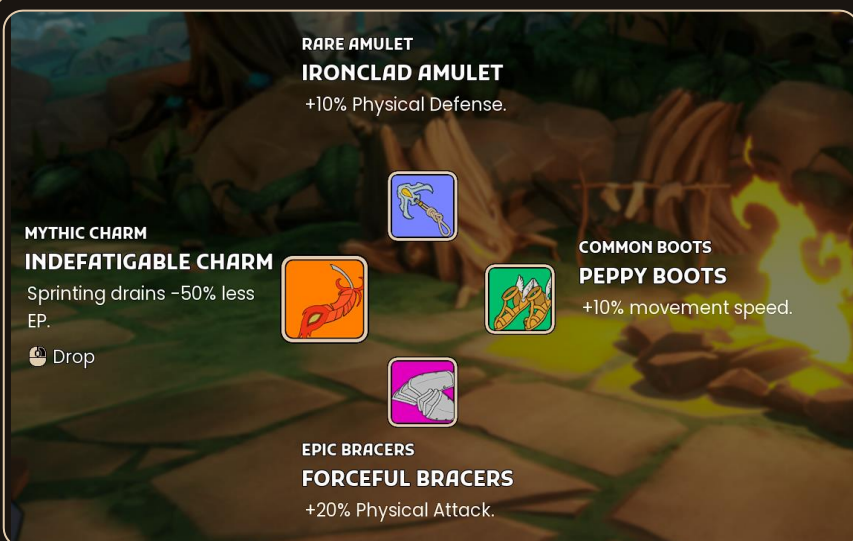 RARE AMULET
IRONCLAD AMULET
+10% Physical Defense.
MYTHIC CHARM
INDEFATIGABLE CHARM
Sprinting drains -50% less
EP.
Drop
COMMON BOOTS
PEPPY BOOTS
+10% movement speed.
EPIC BRACERS
FORCEFUL BRACERS
+20% Physical Attack.